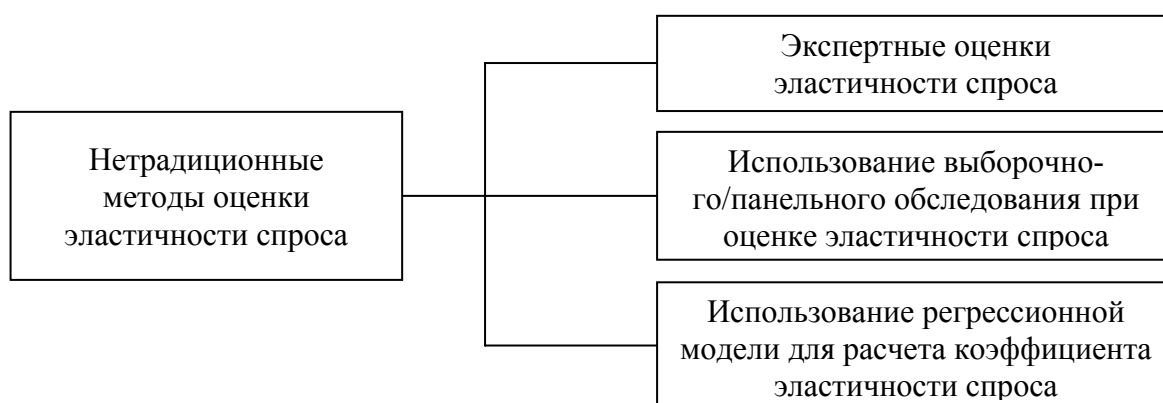 Нетрадиционные
методы оценки
эластичности спроса
Экспертные оценки
эластичности спроса
Использование выборочно-
го/панельного обследования при
оценке эластичности спроса
Использование регрессионной
модели для расчета коэффициента
эластичности спроса